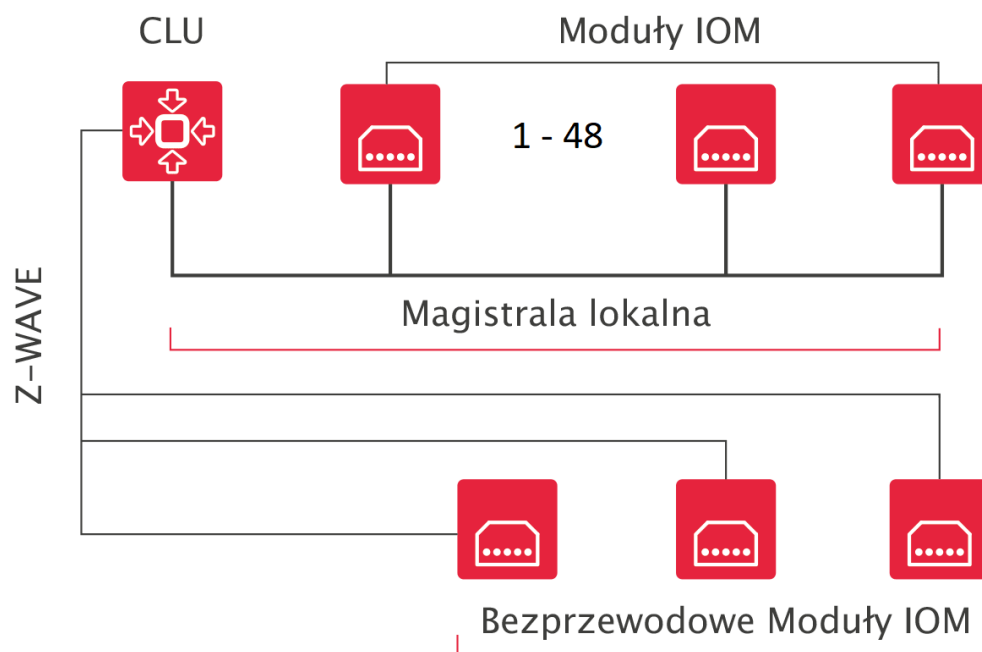 CLU
Moduły IOM
1 - 48
Z-WAVE
Magistrala lokalna
Bezprzewodowe Moduły IOM